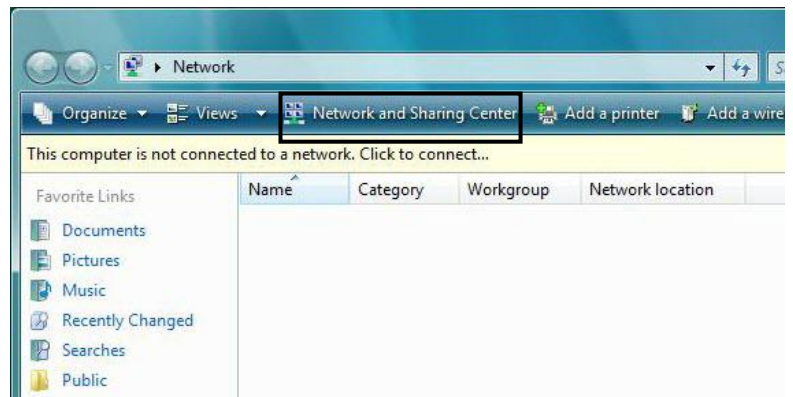 Network
Organize Views Network and Sharing Center Add a printer Add a wire
This computer is not connected to a network. Click to connect...
Favorite Links
Name Category Workgroup Network location
Documents
Pictures
Music
Recently Changed
Searches
Public